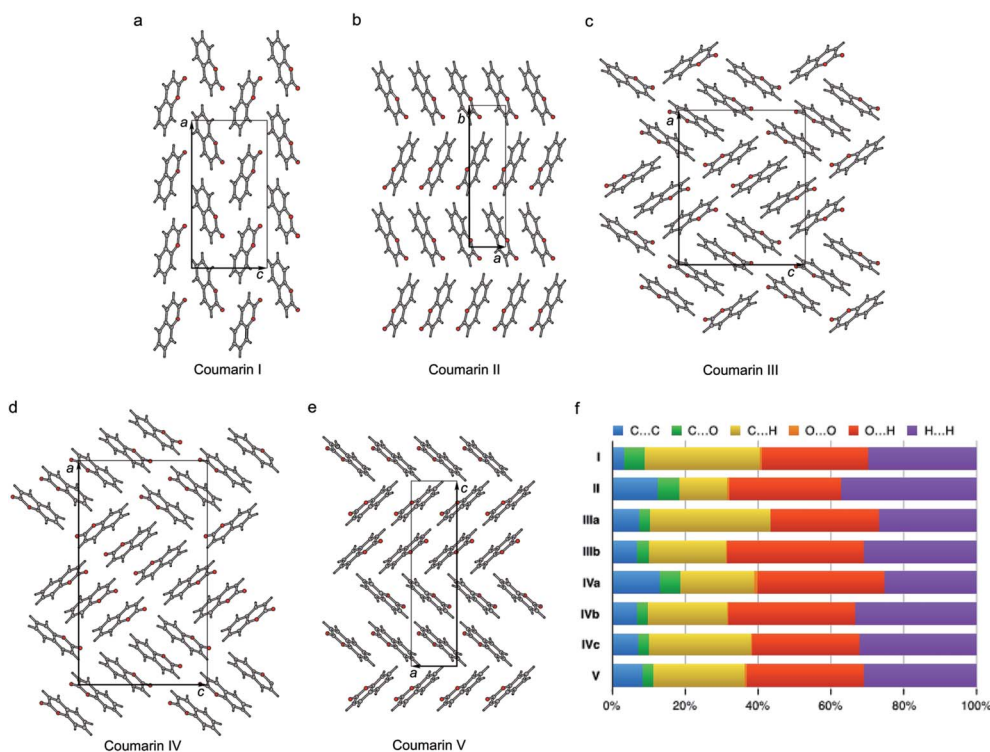 a
b
c
a
c
b
a
a
c
Coumarin I
Coumarin II
Coumarin III
d
e
f
a
c
c
a
Coumarin IV
Coumarin V
C...C C...O C...H O...O O...H H...H
I
II
IIIa
IIIb
IVa
IVb
IVc
V
0% 20% 40% 60% 80% 100%